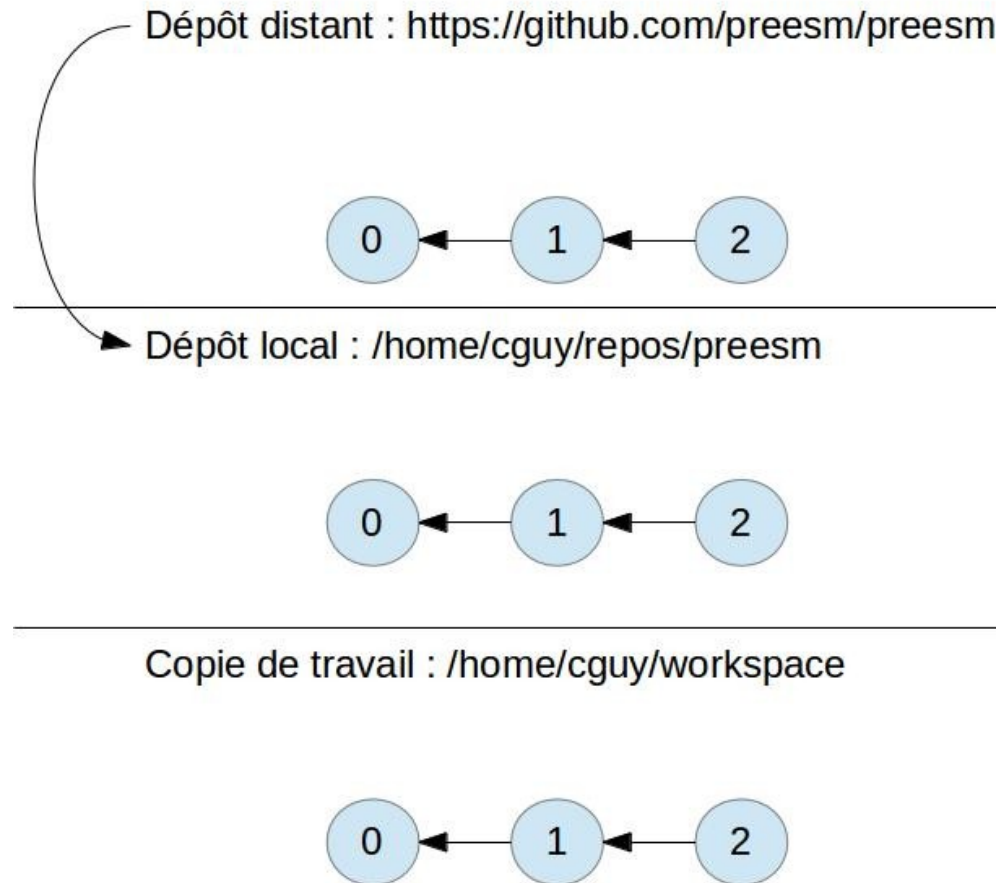 Dépôt distant : https://github.com/preesm/preesm
0 1 2
Dépôt local : /home/cguy/repos/preesm
0 1 2
Copie de travail : /home/cguy/workspace
0 1 2